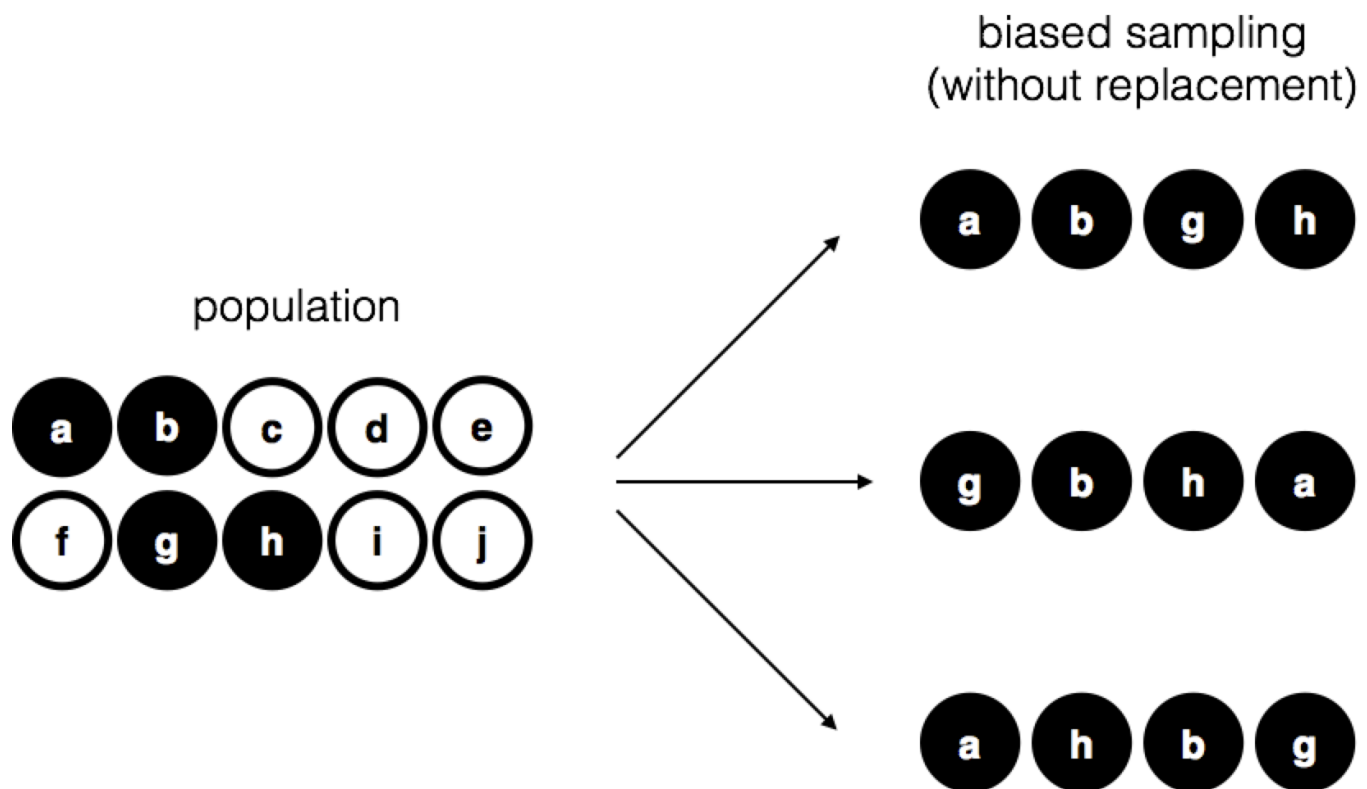 biased sampling
(without replacement)
a b g h
population
a b c d e
g b h a
f g h i j
a h b g